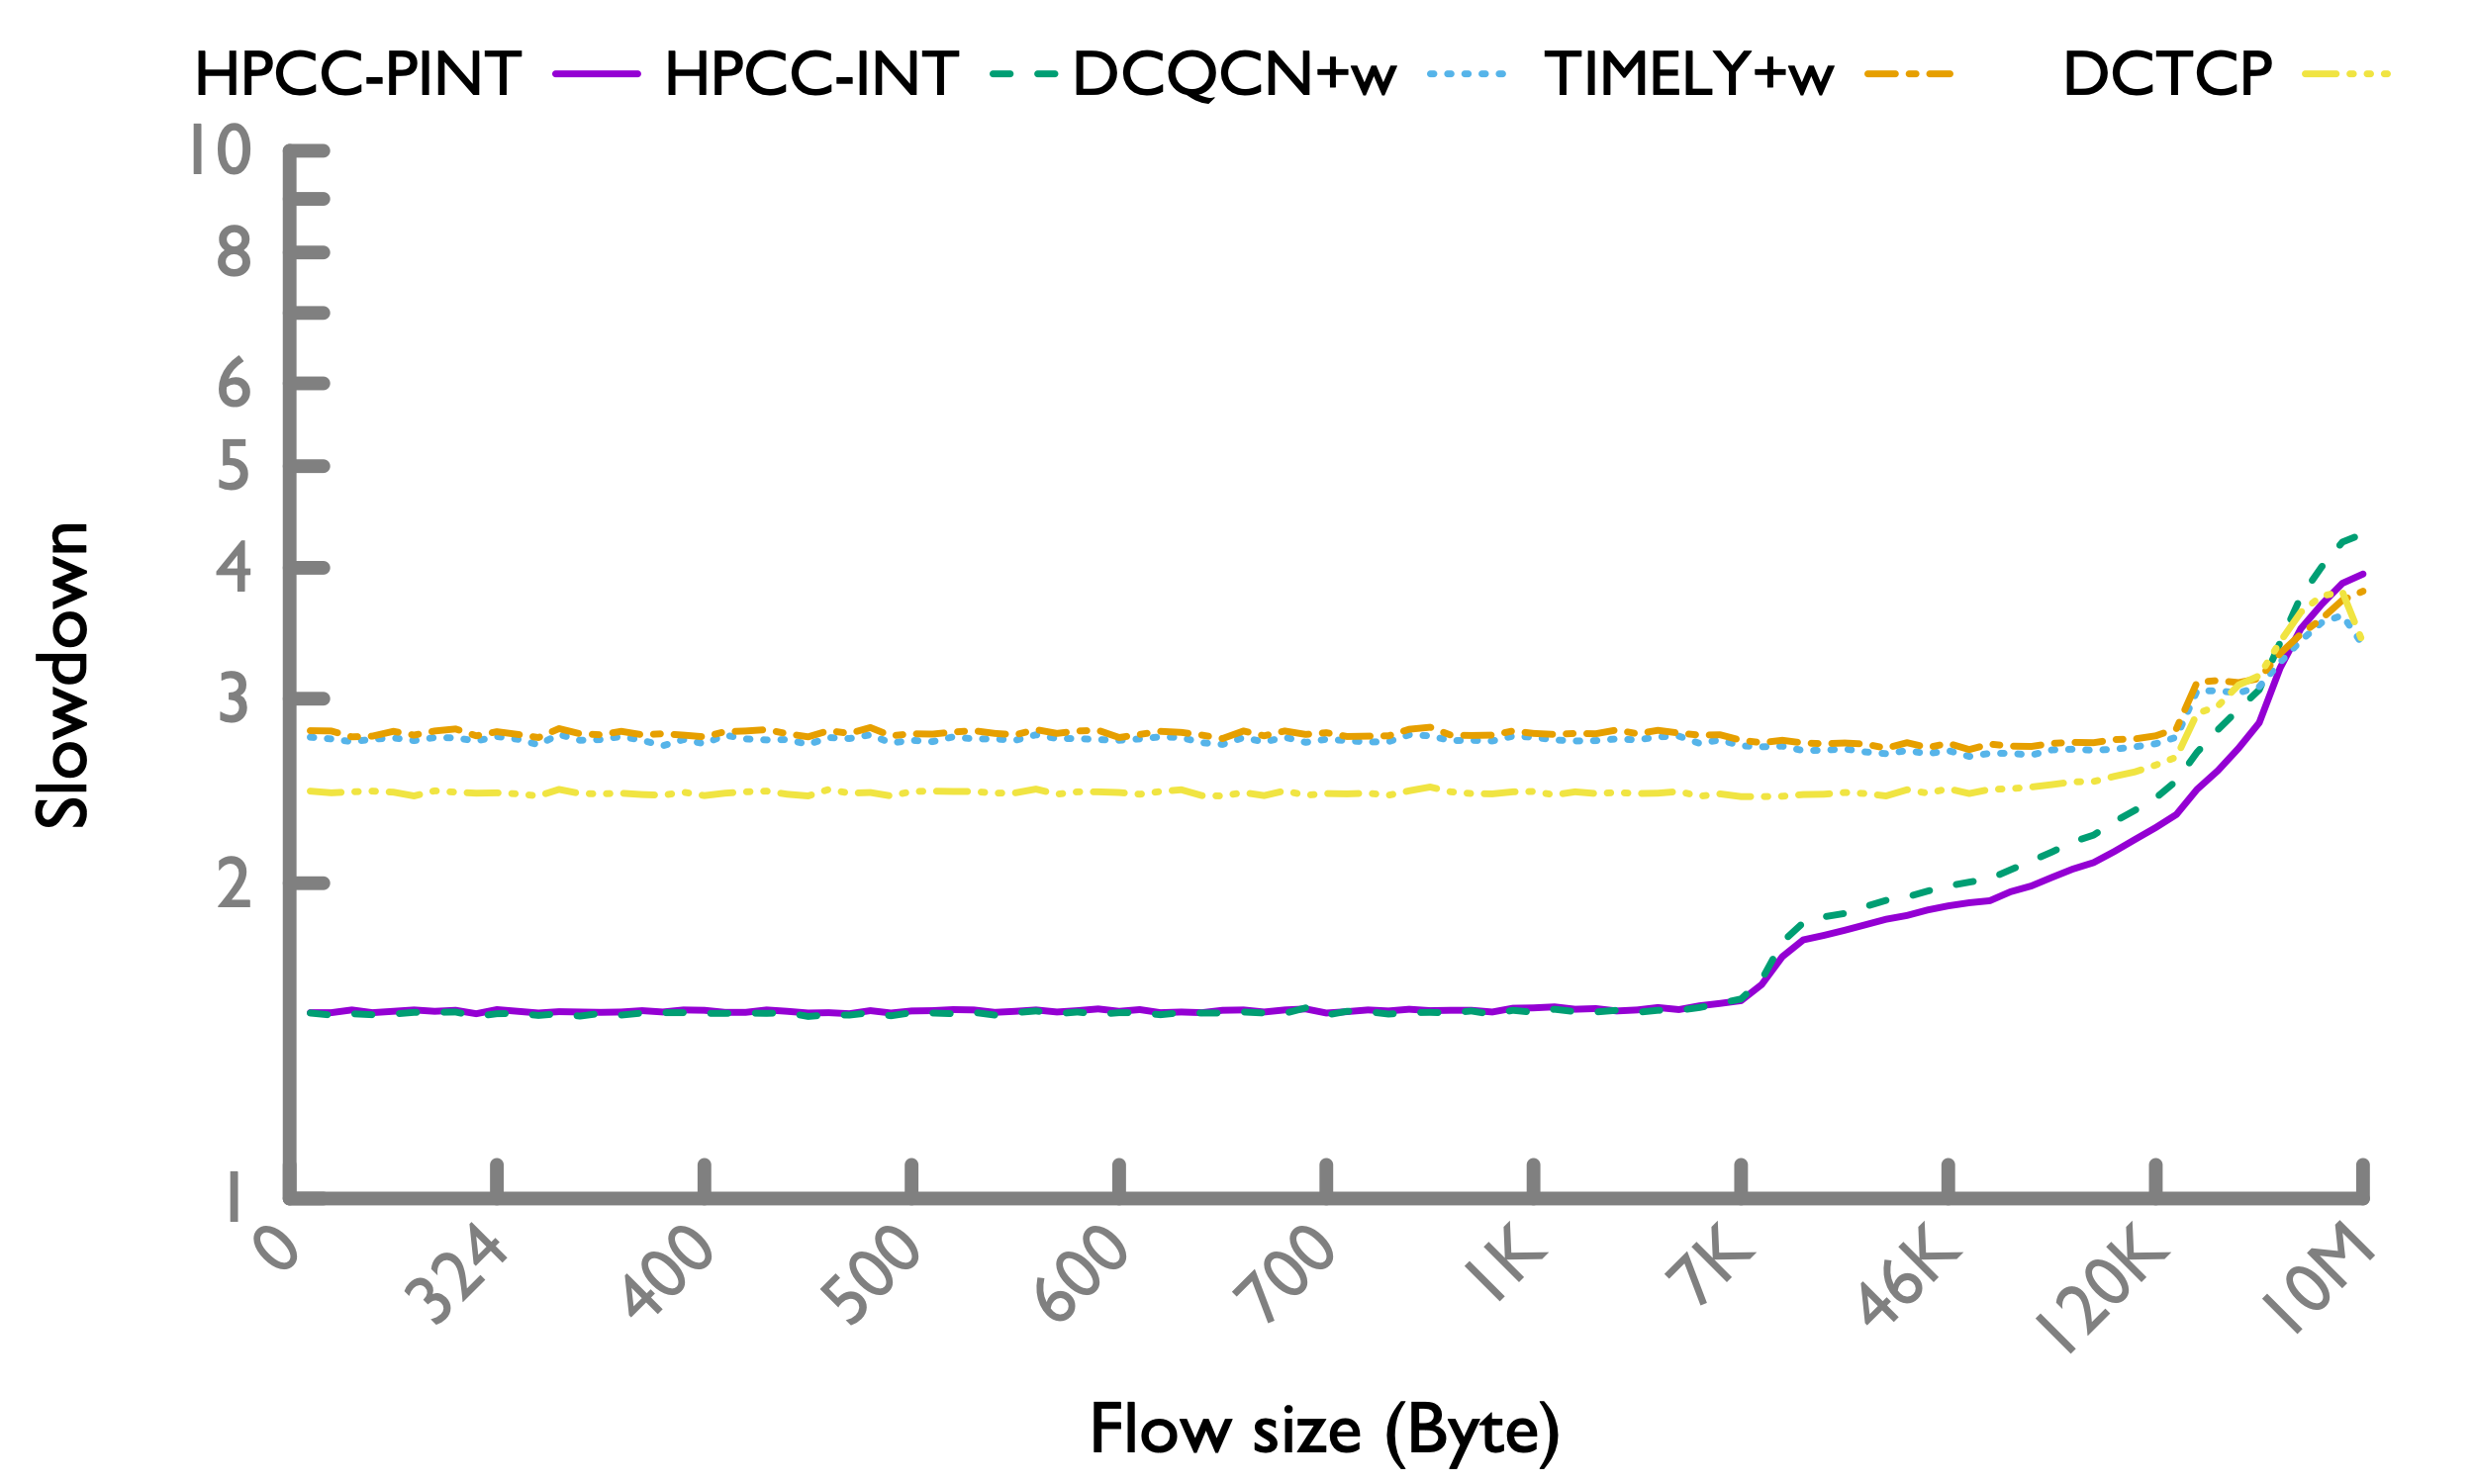 HPCC-PINT HPCC-INT DCQCN+w TIMELY+w DCTCP
10
8
6
5
4
3
2
1
Slowdown
0 324 400 500 600 700 1K 7K 46K 120K 10M
Flow size (Byte)